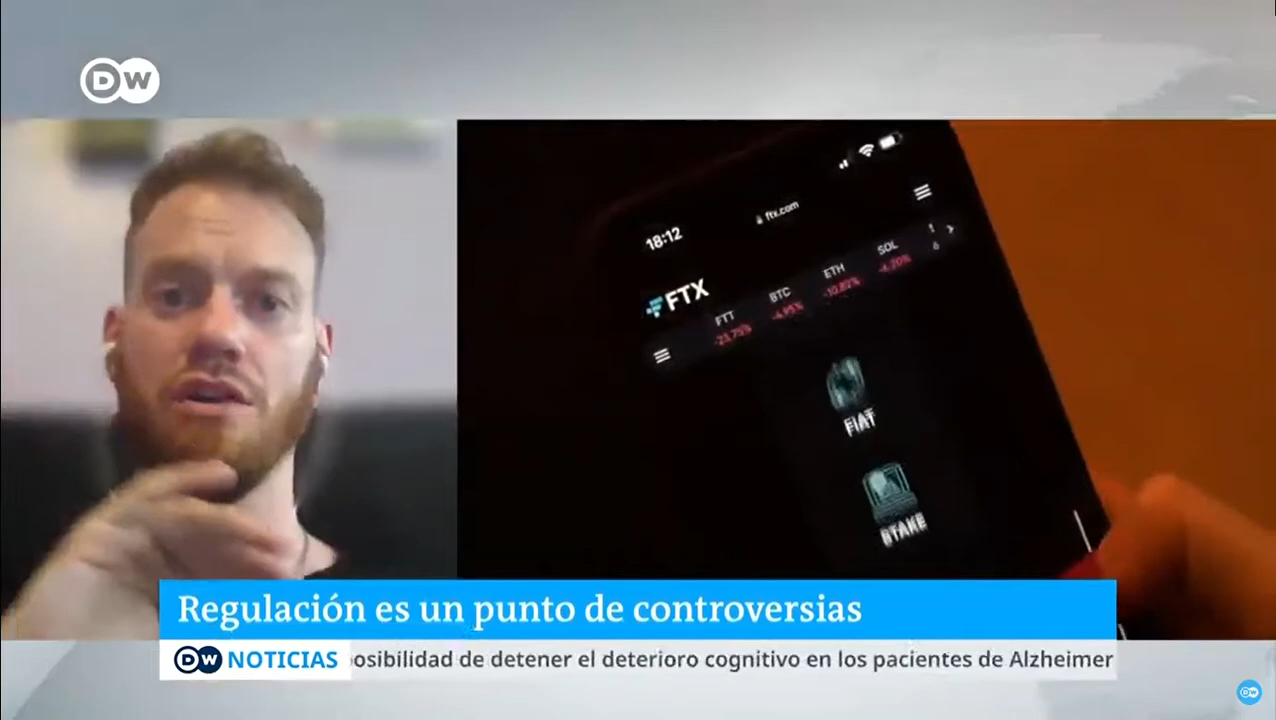 DW
18:12
ftx.com
FTX
FTT BTC ETH SOL
-23,75% -4,95% -10,80% -4,20%
FIAT
STAKE
Regulación es un punto de controversias
DW NOTICIAS posibilidad de detener el deterioro cognitivo en los pacientes de Alzheimer
DW